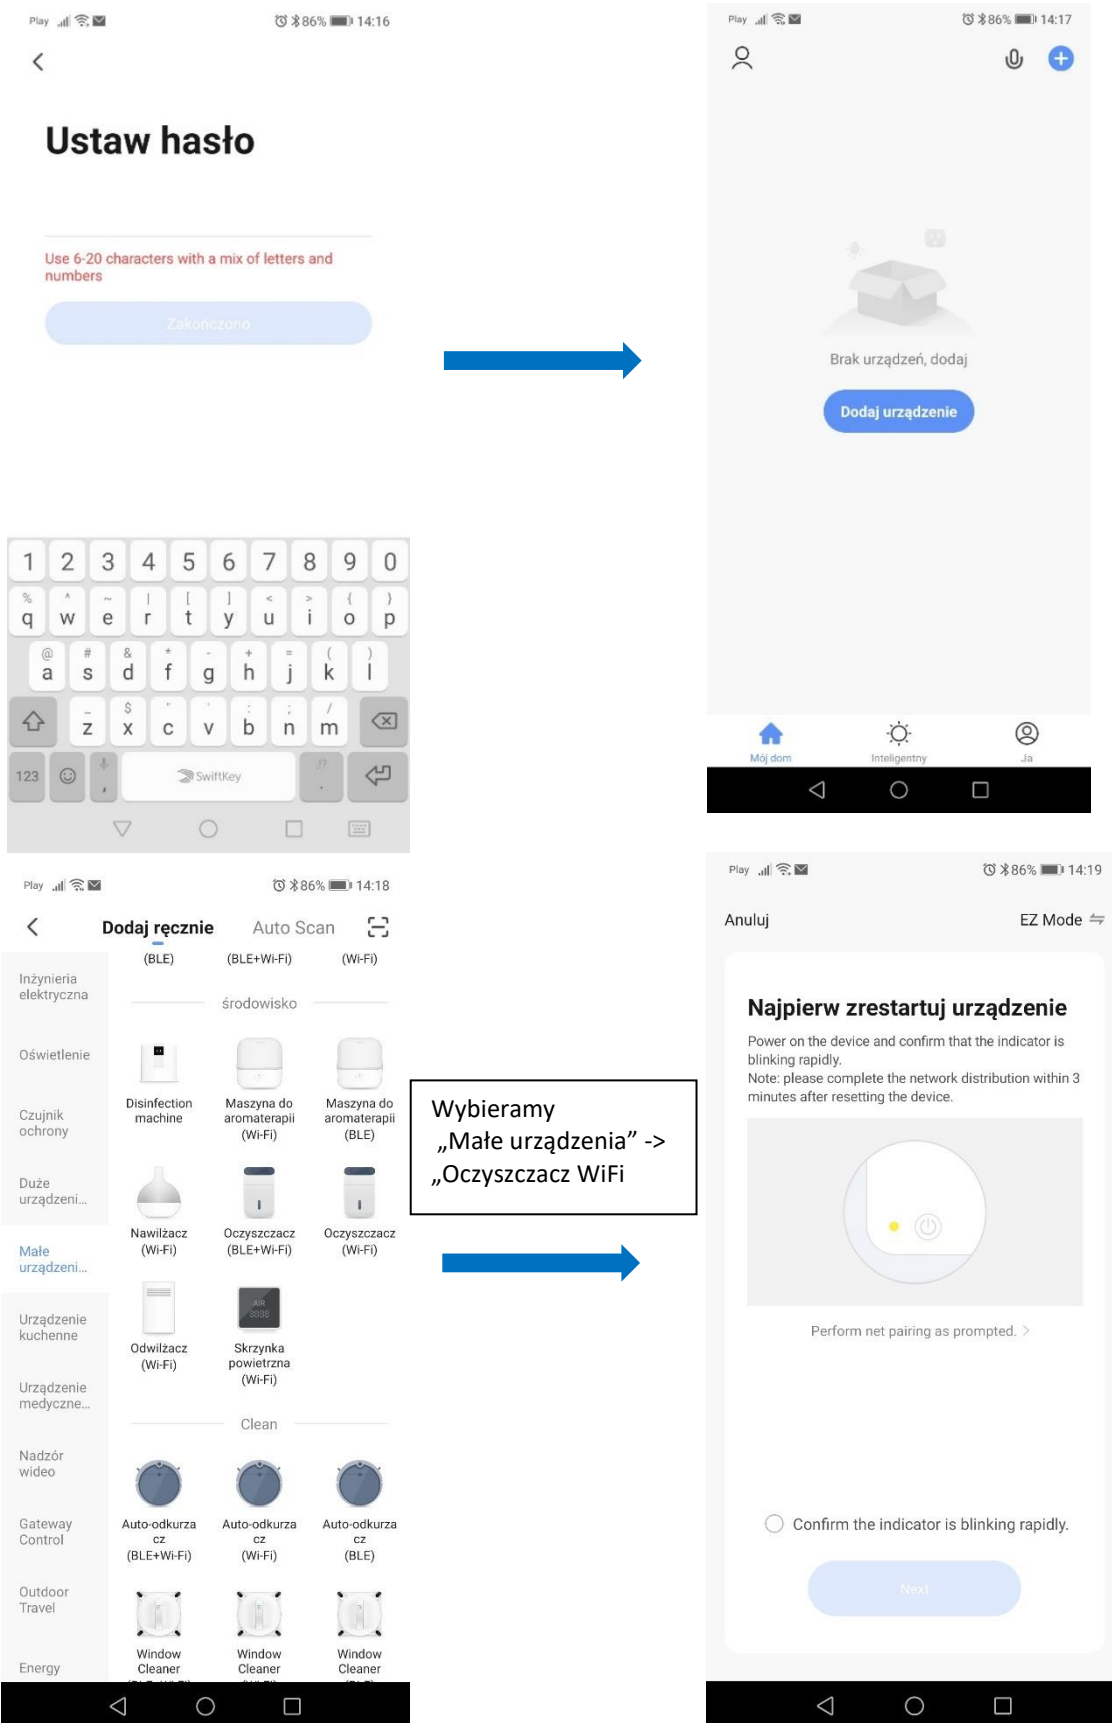 Play 86% 14:16
Ustaw hasło
Use 6-20 characters with a mix of letters and
numbers
Zakończono
1 2 3 4 5 6 7 8 9 0
% ^ ~ | [ ] < > { }
q w e r t y u i o p
@ # & * - + = ( )
a s d f g h j k l
_ $ " ' : ; /
z x c v b n m
123 , SwiftKey .
Play 86% 14:17
Brak urządzeń, dodaj
Dodaj urządzenie
Mój dom Inteligentny Ja
Play 86% 14:18
Dodaj ręcznie Auto Scan
Inżynieria
elektryczna
Oświetlenie
Czujnik
ochrony
Duże
urządzeni...
Małe
urządzeni...
Urządzenie
kuchenne
Urządzenie
medyczne...
Nadzór
wideo
Gateway
Control
Outdoor
Travel
Energy
(BLE) (BLE+Wi-Fi) (Wi-Fi)
środowisko
Disinfection Maszyna do Maszyna do
machine aromaterapii aromaterapii
(Wi-Fi) (BLE)
Nawilżacz Oczyszczacz Oczyszczacz
(Wi-Fi) (BLE+Wi-Fi) (Wi-Fi)
AIR
8888
Odwilżacz Skrzynka
(Wi-Fi) powietrzna
(Wi-Fi)
Clean
Auto-odkurza Auto-odkurza Auto-odkurza
cz cz cz
(BLE+Wi-Fi) (Wi-Fi) (BLE)
Window Window Window
Cleaner Cleaner Cleaner
Wybieramy
„Małe urządzenia” ->
„Oczyszczacz WiFi
Play 86% 14:19
Anuluj EZ Mode
Najpierw zrestartuj urządzenie
Power on the device and confirm that the indicator is
blinking rapidly.
Note: please complete the network distribution within 3
minutes after resetting the device.
Perform net pairing as prompted. >
Confirm the indicator is blinking rapidly.
Next